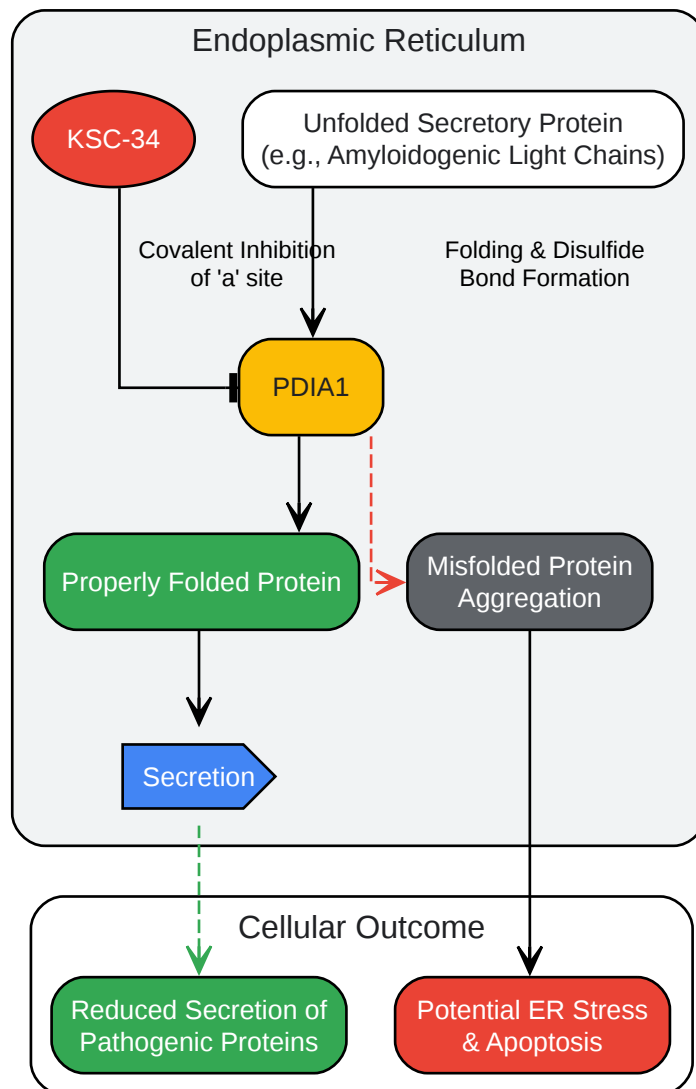 Endoplasmic Reticulum
KSC-34
Unfolded Secretory Protein
(e.g., Amyloidogenic Light Chains)
Covalent Inhibition
of 'a' site
Folding & Disulfide
Bond Formation
PDIA1
Properly Folded Protein
Misfolded Protein
Aggregation
Secretion
Cellular Outcome
Reduced Secretion of
Pathogenic Proteins
Potential ER Stress
& Apoptosis